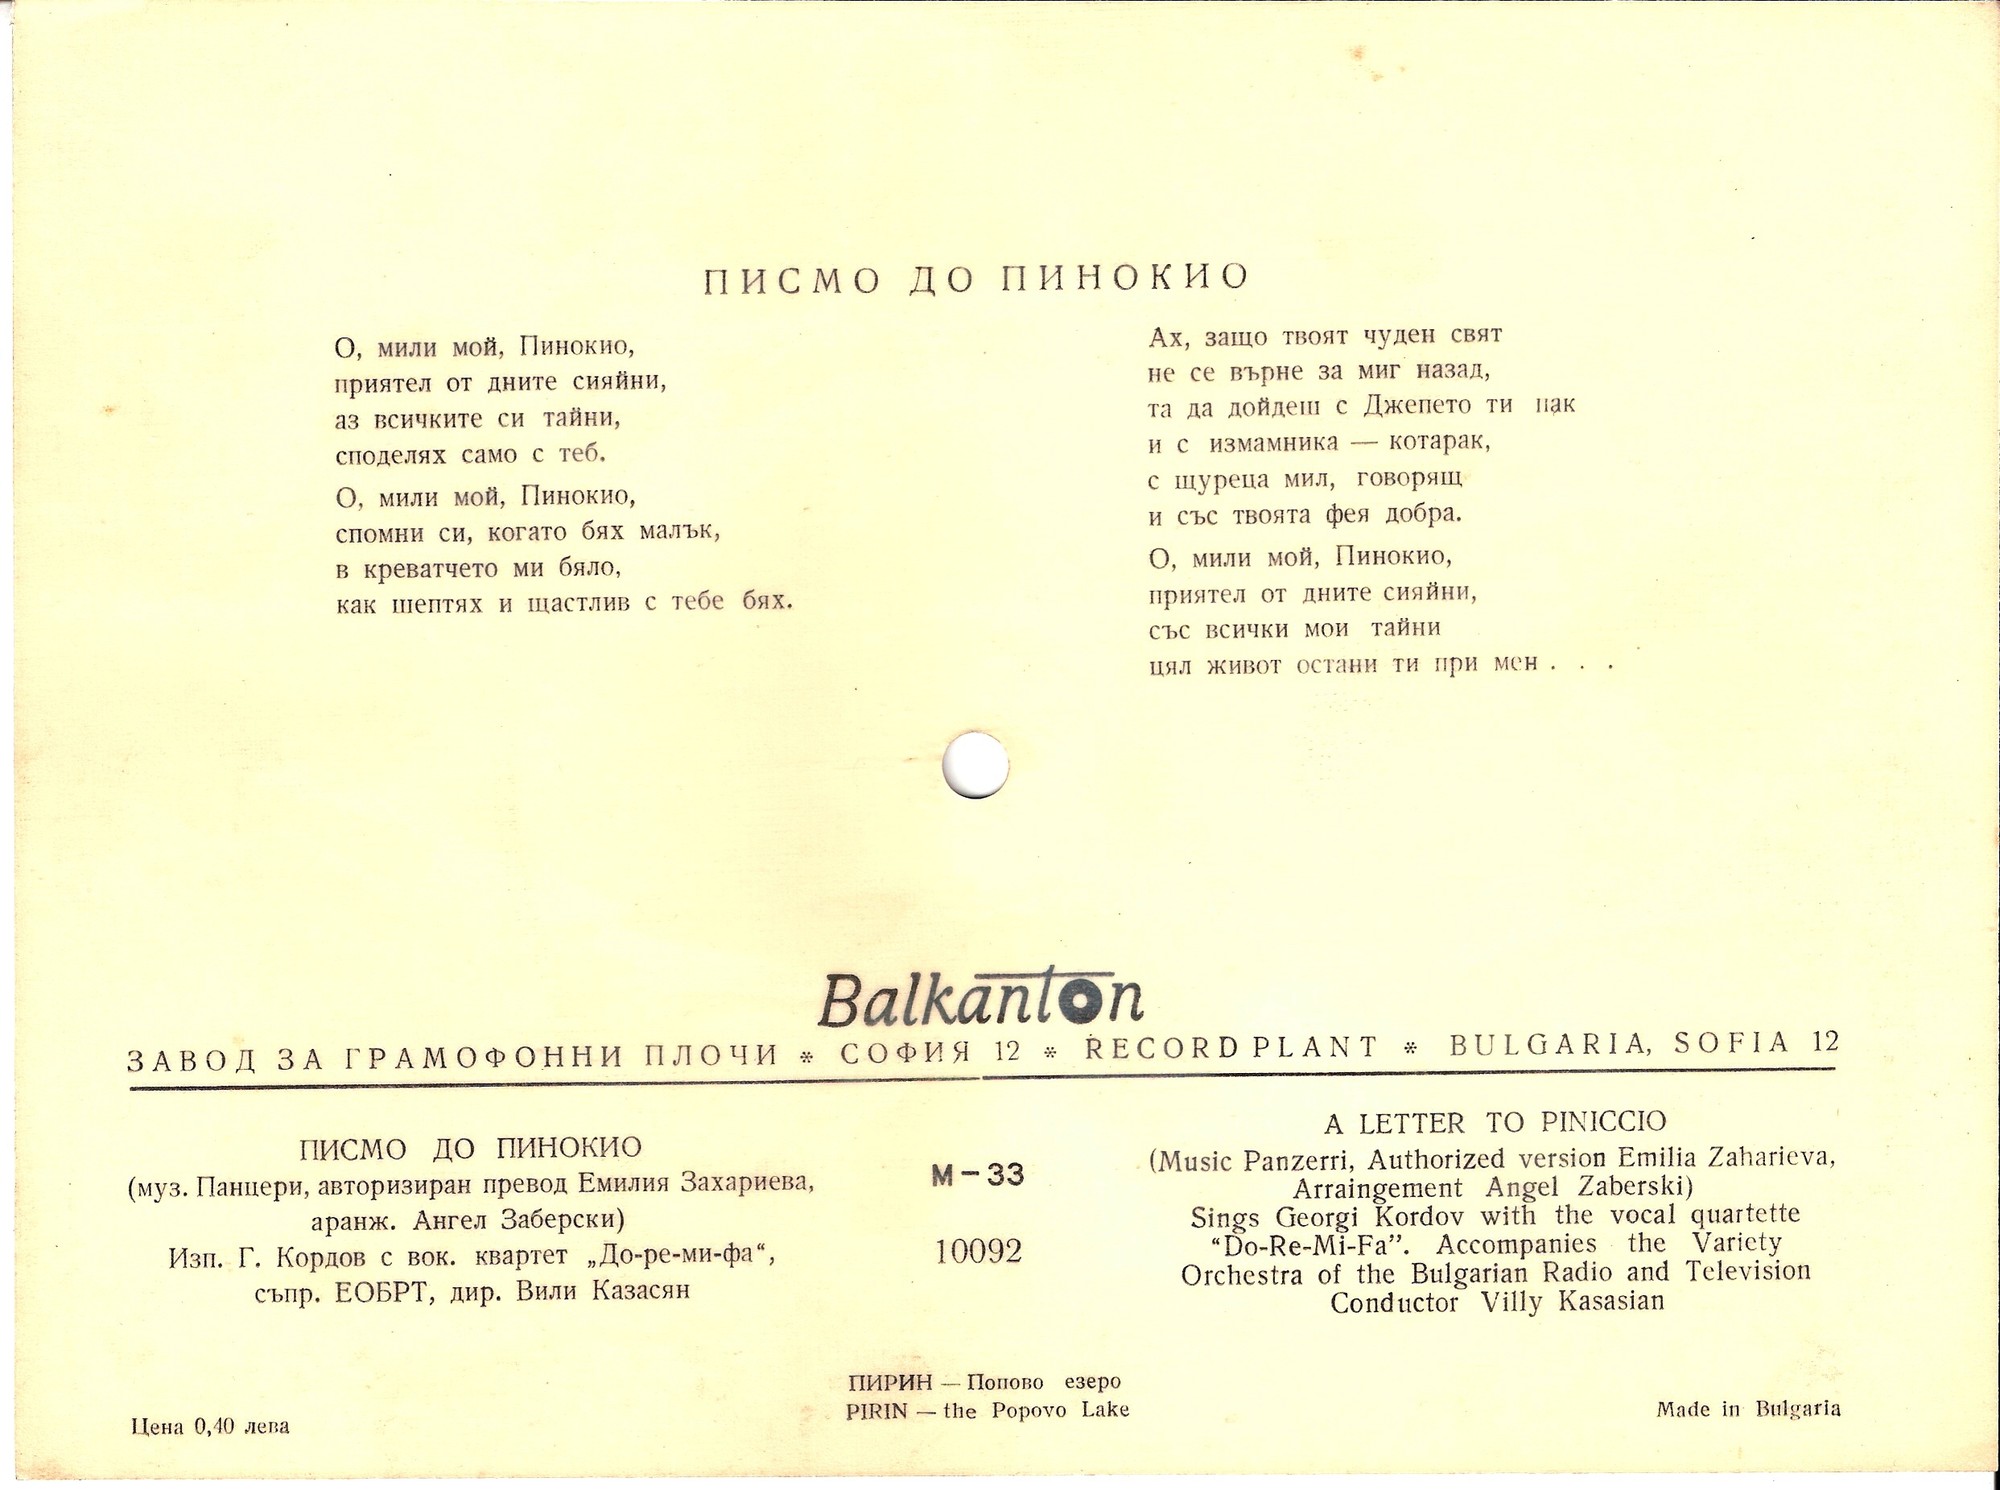 ПИСМО ДО ПИНОКИО
О, мили мой, Пинокио,
приятел от дните сияйни,
аз всичките си тайни,
споделях само с теб.
О, мили мой, Пинокио,
спомни си, когато бях малък,
в креватчето ми бяло,
как шептях и щастлив с тебе бях.
Ах, защо твоят чуден свят
не се върне за миг назад,
та да дойдеш с Джепето ти пак
и с измамника — котарак,
с щуреца мил, говорящ
и със твоята фея добра.
О, мили мой, Пинокио,
приятел от дните сияйни,
със всички мои тайни
цял живот остани ти при мен . . .
Balkanton
ЗАВОД ЗА ГРАМОФОННИ ПЛОЧИ * СОФИЯ 12 * RECORD PLANT * BULGARIA, SOFIA 12
ПИСМО ДО ПИНОКИО
(муз. Панцери, авторизиран превод Емилия Захариева,
аранж. Ангел Заберски)
Изп. Г. Кордов с вок. квартет „До-ре-ми-фа“,
съпр. ЕОБРТ, дир. Вили Казасян
М-33
10092
A LETTER TO PINICCIO
(Music Panzerri, Authorized version Emilia Zaharieva,
Arraingement Angel Zaberski)
Sings Georgi Kordov with the vocal quartette
“Do-Re-Mi-Fa”. Accompanies the Variety
Orchestra of the Bulgarian Radio and Television
Conductor Villy Kasasian
ПИРИН — Попово езеро
PIRIN — the Popovo Lake
Цена 0,40 лева
Made in Bulgaria